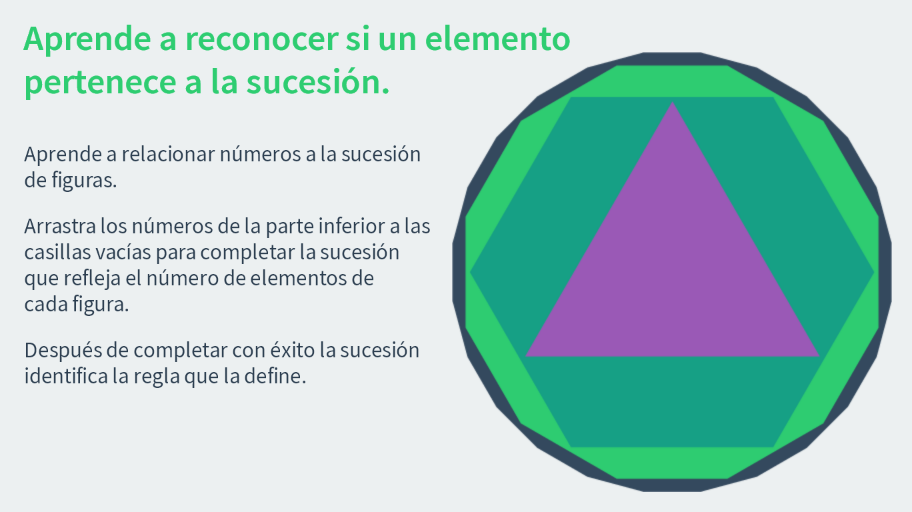 Aprende a reconocer si un elemento
pertenece a la sucesión.
Aprende a relacionar números a la sucesión
de figuras.
Arrastra los números de la parte inferior a las
casillas vacías para completar la sucesión
que refleja el número de elementos de
cada figura.
Después de completar con éxito la sucesión
identifica la regla que la define.